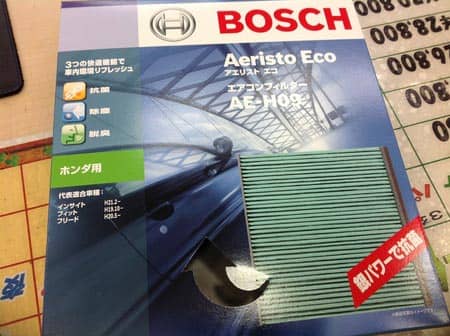 BOSCH
Aeristo Eco
アエリスト エコ
エアコンフィルター
AE-H09
3つの快適機能で
車内環境リフレッシュ
抗菌
除塵
脱臭
ホンダ用
代表適合車種：
インサイト H21.2~
フィット H19.10~
フリード H20.5~
銀パワーで抗菌
¥28,800